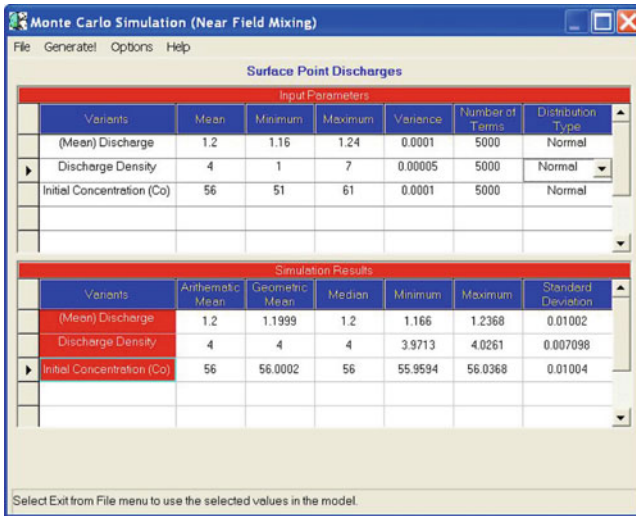 Monte Carlo Simulation (Near Field Mixing)
File Generate! Options Help
Surface Point Discharges
Input Parameters
Variants Mean Minimum Maximum Variance Number of Terms Distribution Type
(Mean) Discharge 1.2 1.16 1.24 0.0001 5000 Normal
Discharge Density 4 1 7 0.00005 5000 Normal
Initial Concentration (Co) 56 51 61 0.0001 5000 Normal
Simulation Results
Variants Arithematic Mean Geometric Mean Median Minimum Maximum Standard Deviation
(Mean) Discharge 1.2 1.1999 1.2 1.166 1.2368 0.01002
Discharge Density 4 4 4 3.9713 4.0261 0.007098
Initial Concentration (Co) 56 56.0002 56 55.9594 56.0368 0.01004
Select Exit from File menu to use the selected values in the model.